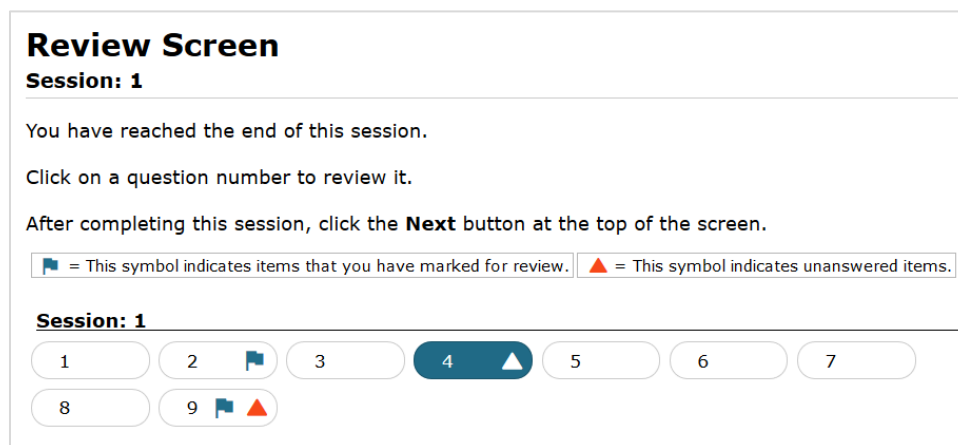 Review Screen
Session: 1
You have reached the end of this session.
Click on a question number to review it.
After completing this session, click the Next button at the top of the screen.
= This symbol indicates items that you have marked for review. = This symbol indicates unanswered items.
Session: 1
1 2 3 4 5 6 7
8 9